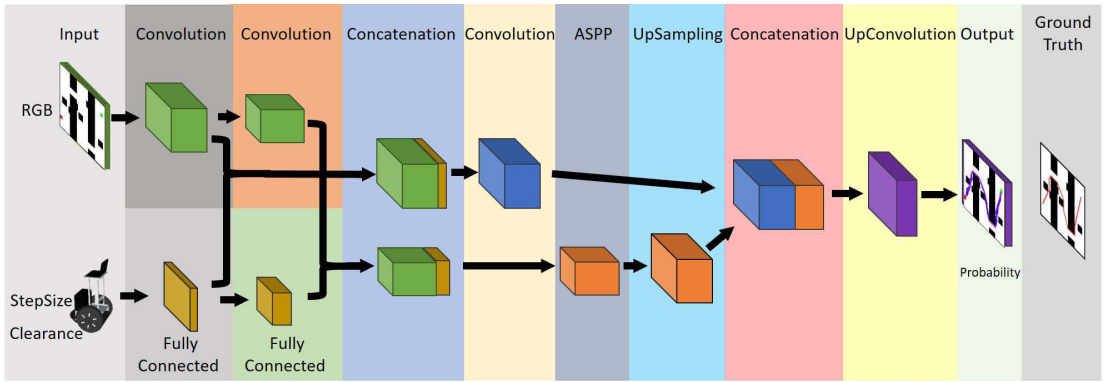 Input
Convolution
Convolution
Concatenation
Convolution
ASPP
UpSampling
Concatenation
UpConvolution
Output
Ground
Truth
RGB
Probability
StepSize
Clearance
Fully
Connected
Fully
Connected